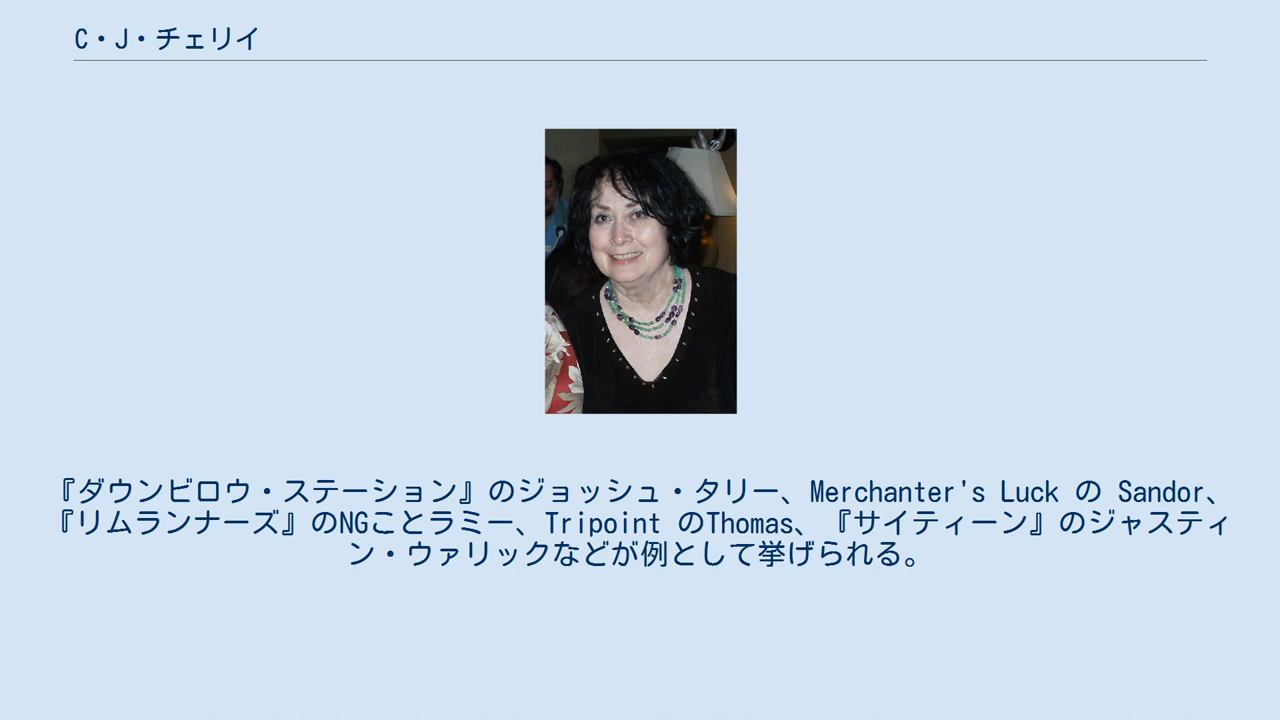 C・J・チェリイ
『ダウンビロウ・ステーション』のジョッシュ・タリー、Merchanter's Luck の Sandor、
『リムランナーズ』のNGことラミー、Tripoint のThomas、『サイティーン』のジャスティ
ン・ウァリックなどが例として挙げられる。